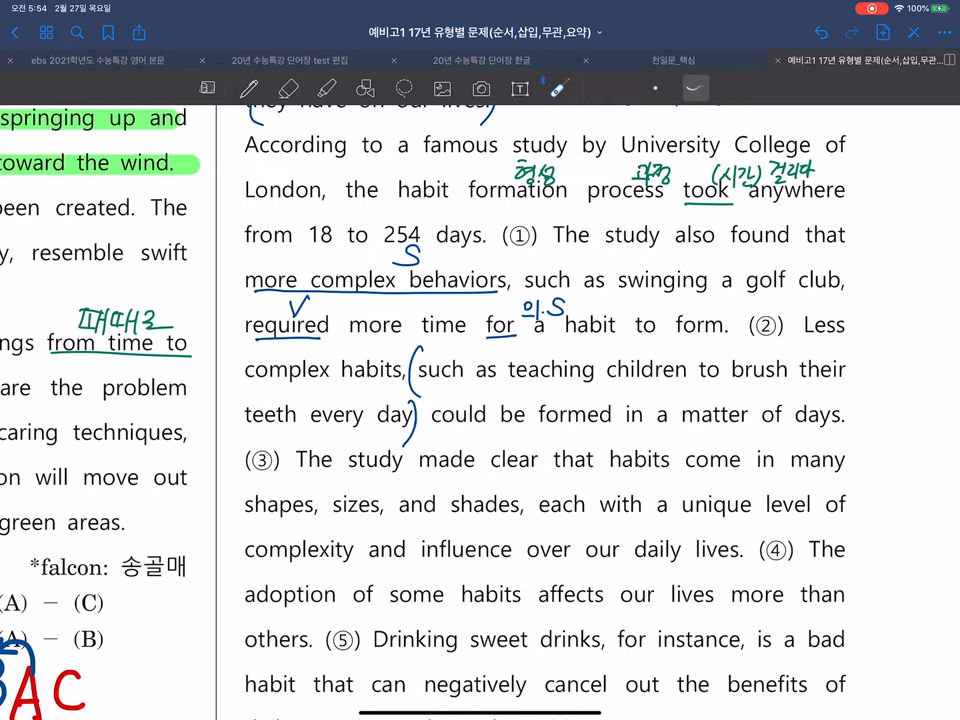 오전 5:54 2월 27일 목요일
100%
예비고1 17년 유형별 문제(순서,삽입,무관,요약)
ebs 2021학년도 수능특강 영어 본문
20년 수능특강 단어장 test 편집
20년 수능특강 단어장 한글
천일문_핵심
예비고1 17년 유형별 문제(순서,삽입,무관...
springing up and
toward the wind.
been created. The
y, resemble swift
때때로
ngs from time to
are the problem
caring techniques,
on will move out
green areas.
*falcon: 송골매
(A) － (C)
(A) － (B)
A C
they have on our lives.
According to a famous study by University College of
형성 과정 (시간) 걸리다
London, the habit formation process took anywhere
from 18 to 254 days. (①) The study also found that
S
more complex behaviors, such as swinging a golf club,
V 의.S
required more time for a habit to form. (②) Less
complex habits, (such as teaching children to brush their
teeth every day) could be formed in a matter of days.
(③) The study made clear that habits come in many
shapes, sizes, and shades, each with a unique level of
complexity and influence over our daily lives. (④) The
adoption of some habits affects our lives more than
others. (⑤) Drinking sweet drinks, for instance, is a bad
habit that can negatively cancel out the benefits of